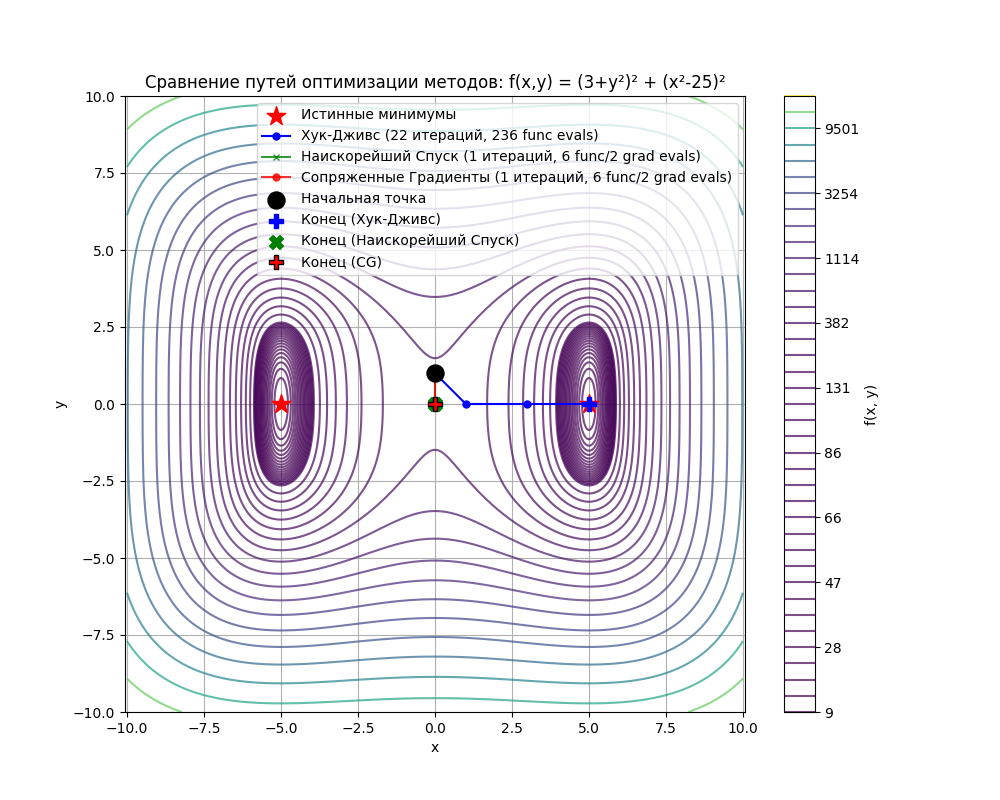 Сравнение путей оптимизации методов: f(x,y) = (3+y²)² + (x²-25)²
Истинные минимумы
Хук-Дживс (22 итераций, 236 func evals)
Наискорейший Спуск (1 итераций, 6 func/2 grad evals)
Сопряженные Градиенты (1 итераций, 6 func/2 grad evals)
Начальная точка
Конец (Хук-Дживс)
Конец (Наискорейший Спуск)
Конец (CG)
10.0
7.5
5.0
2.5
0.0
−2.5
−5.0
−7.5
−10.0
y
−10.0
−7.5
−5.0
−2.5
0.0
2.5
5.0
7.5
10.0
x
9501
3254
1114
382
131
86
66
47
28
9
f(x, y)